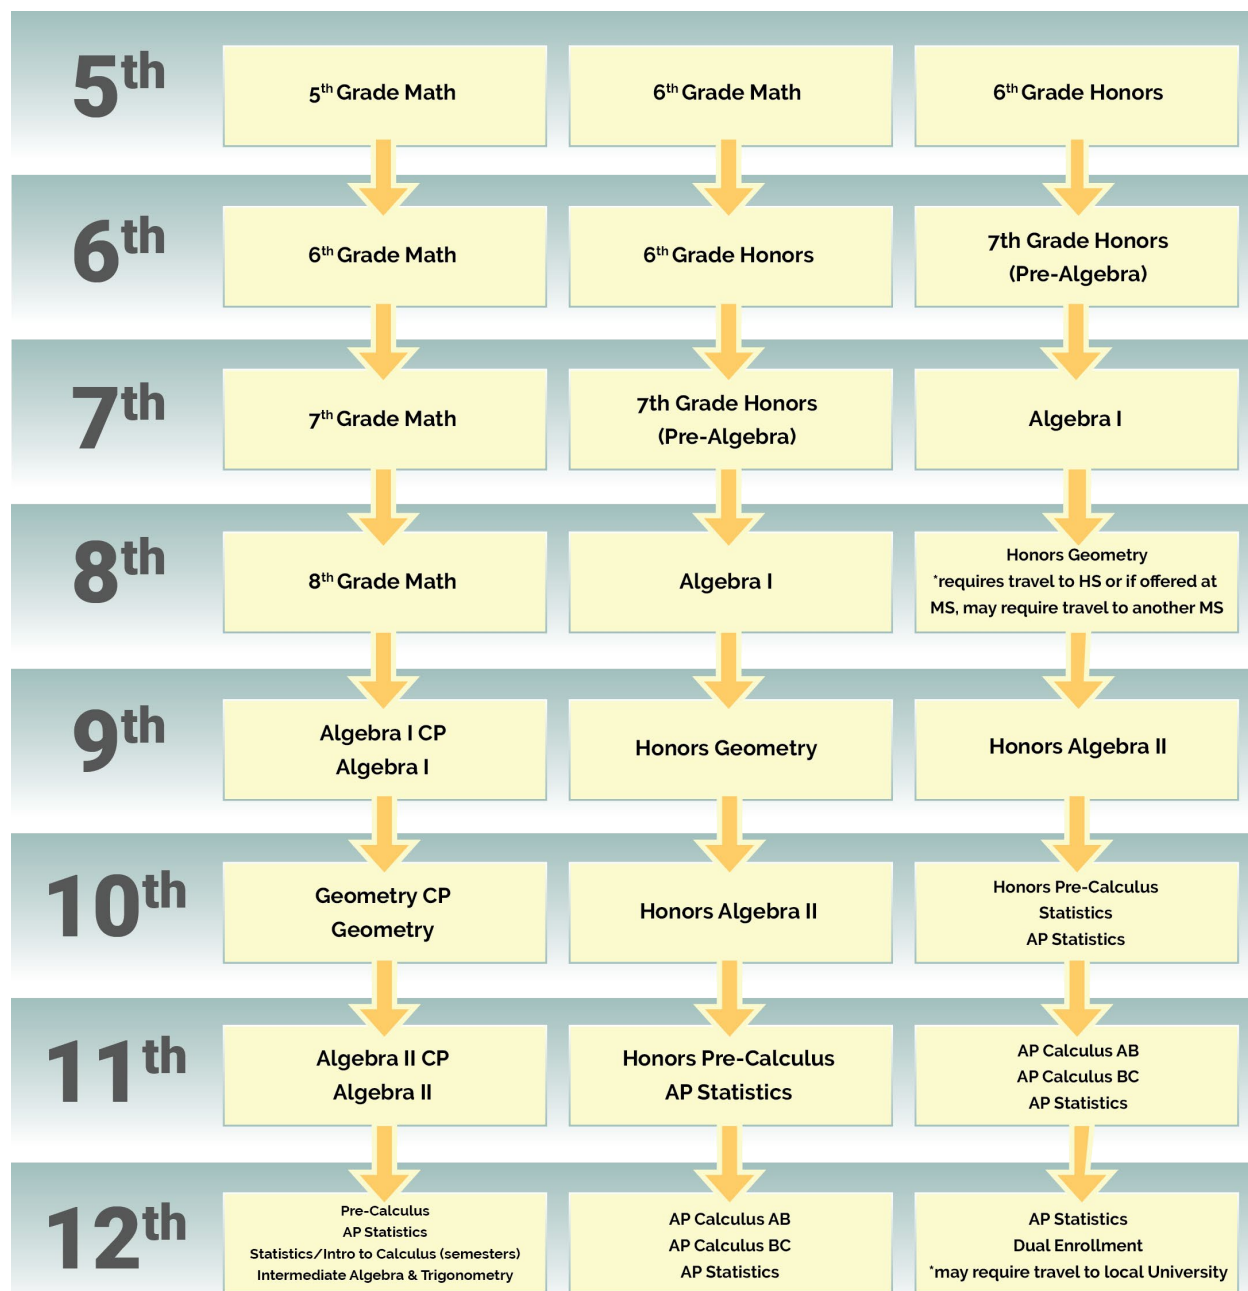 5th
5th Grade Math
6th Grade Math
6th Grade Honors
6th
6th Grade Math
6th Grade Honors
7th Grade Honors
(Pre-Algebra)
7th
7th Grade Math
7th Grade Honors
(Pre-Algebra)
Algebra I
8th
8th Grade Math
Algebra I
Honors Geometry
*requires travel to HS or if offered at
MS, may require travel to another MS
9th
Algebra I CP
Algebra I
Honors Geometry
Honors Algebra II
10th
Geometry CP
Geometry
Honors Algebra II
Honors Pre-Calculus
Statistics
AP Statistics
11th
Algebra II CP
Algebra II
Honors Pre-Calculus
AP Statistics
AP Calculus AB
AP Calculus BC
AP Statistics
12th
Pre-Calculus
AP Statistics
Statistics/Intro to Calculus (semesters)
Intermediate Algebra & Trigonometry
AP Calculus AB
AP Calculus BC
AP Statistics
AP Statistics
Dual Enrollment
*may require travel to local University